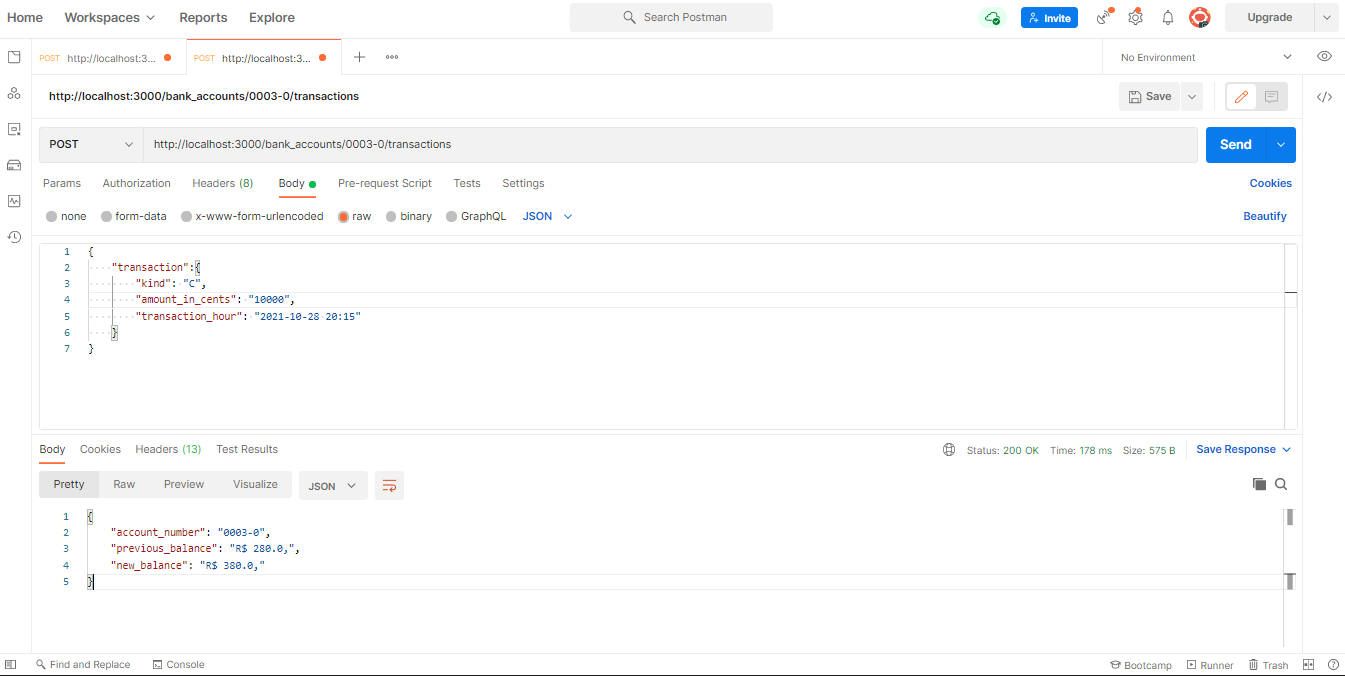 Home Workspaces Reports Explore Search Postman Invite Upgrade
POST http://localhost:3... POST http://localhost:3... No Environment
http://localhost:3000/bank_accounts/0003-0/transactions Save
POST http://localhost:3000/bank_accounts/0003-0/transactions Send
Params Authorization Headers (8) Body Pre-request Script Tests Settings Cookies
none form-data x-www-form-urlencoded raw binary GraphQL JSON Beautify
1 {
2 "transaction":{
3 "kind": "C",
4 "amount_in_cents": "10000",
5 "transaction_hour": "2021-10-28 20:15"
6 }
7 }
Body Cookies Headers (13) Test Results Status: 200 OK Time: 178 ms Size: 575 B Save Response
Pretty Raw Preview Visualize JSON
1 {
2 "account_number": "0003-0",
3 "previous_balance": "R$ 280.0,",
4 "new_balance": "R$ 380.0,"
5 }
Find and Replace Console Bootcamp Runner Trash